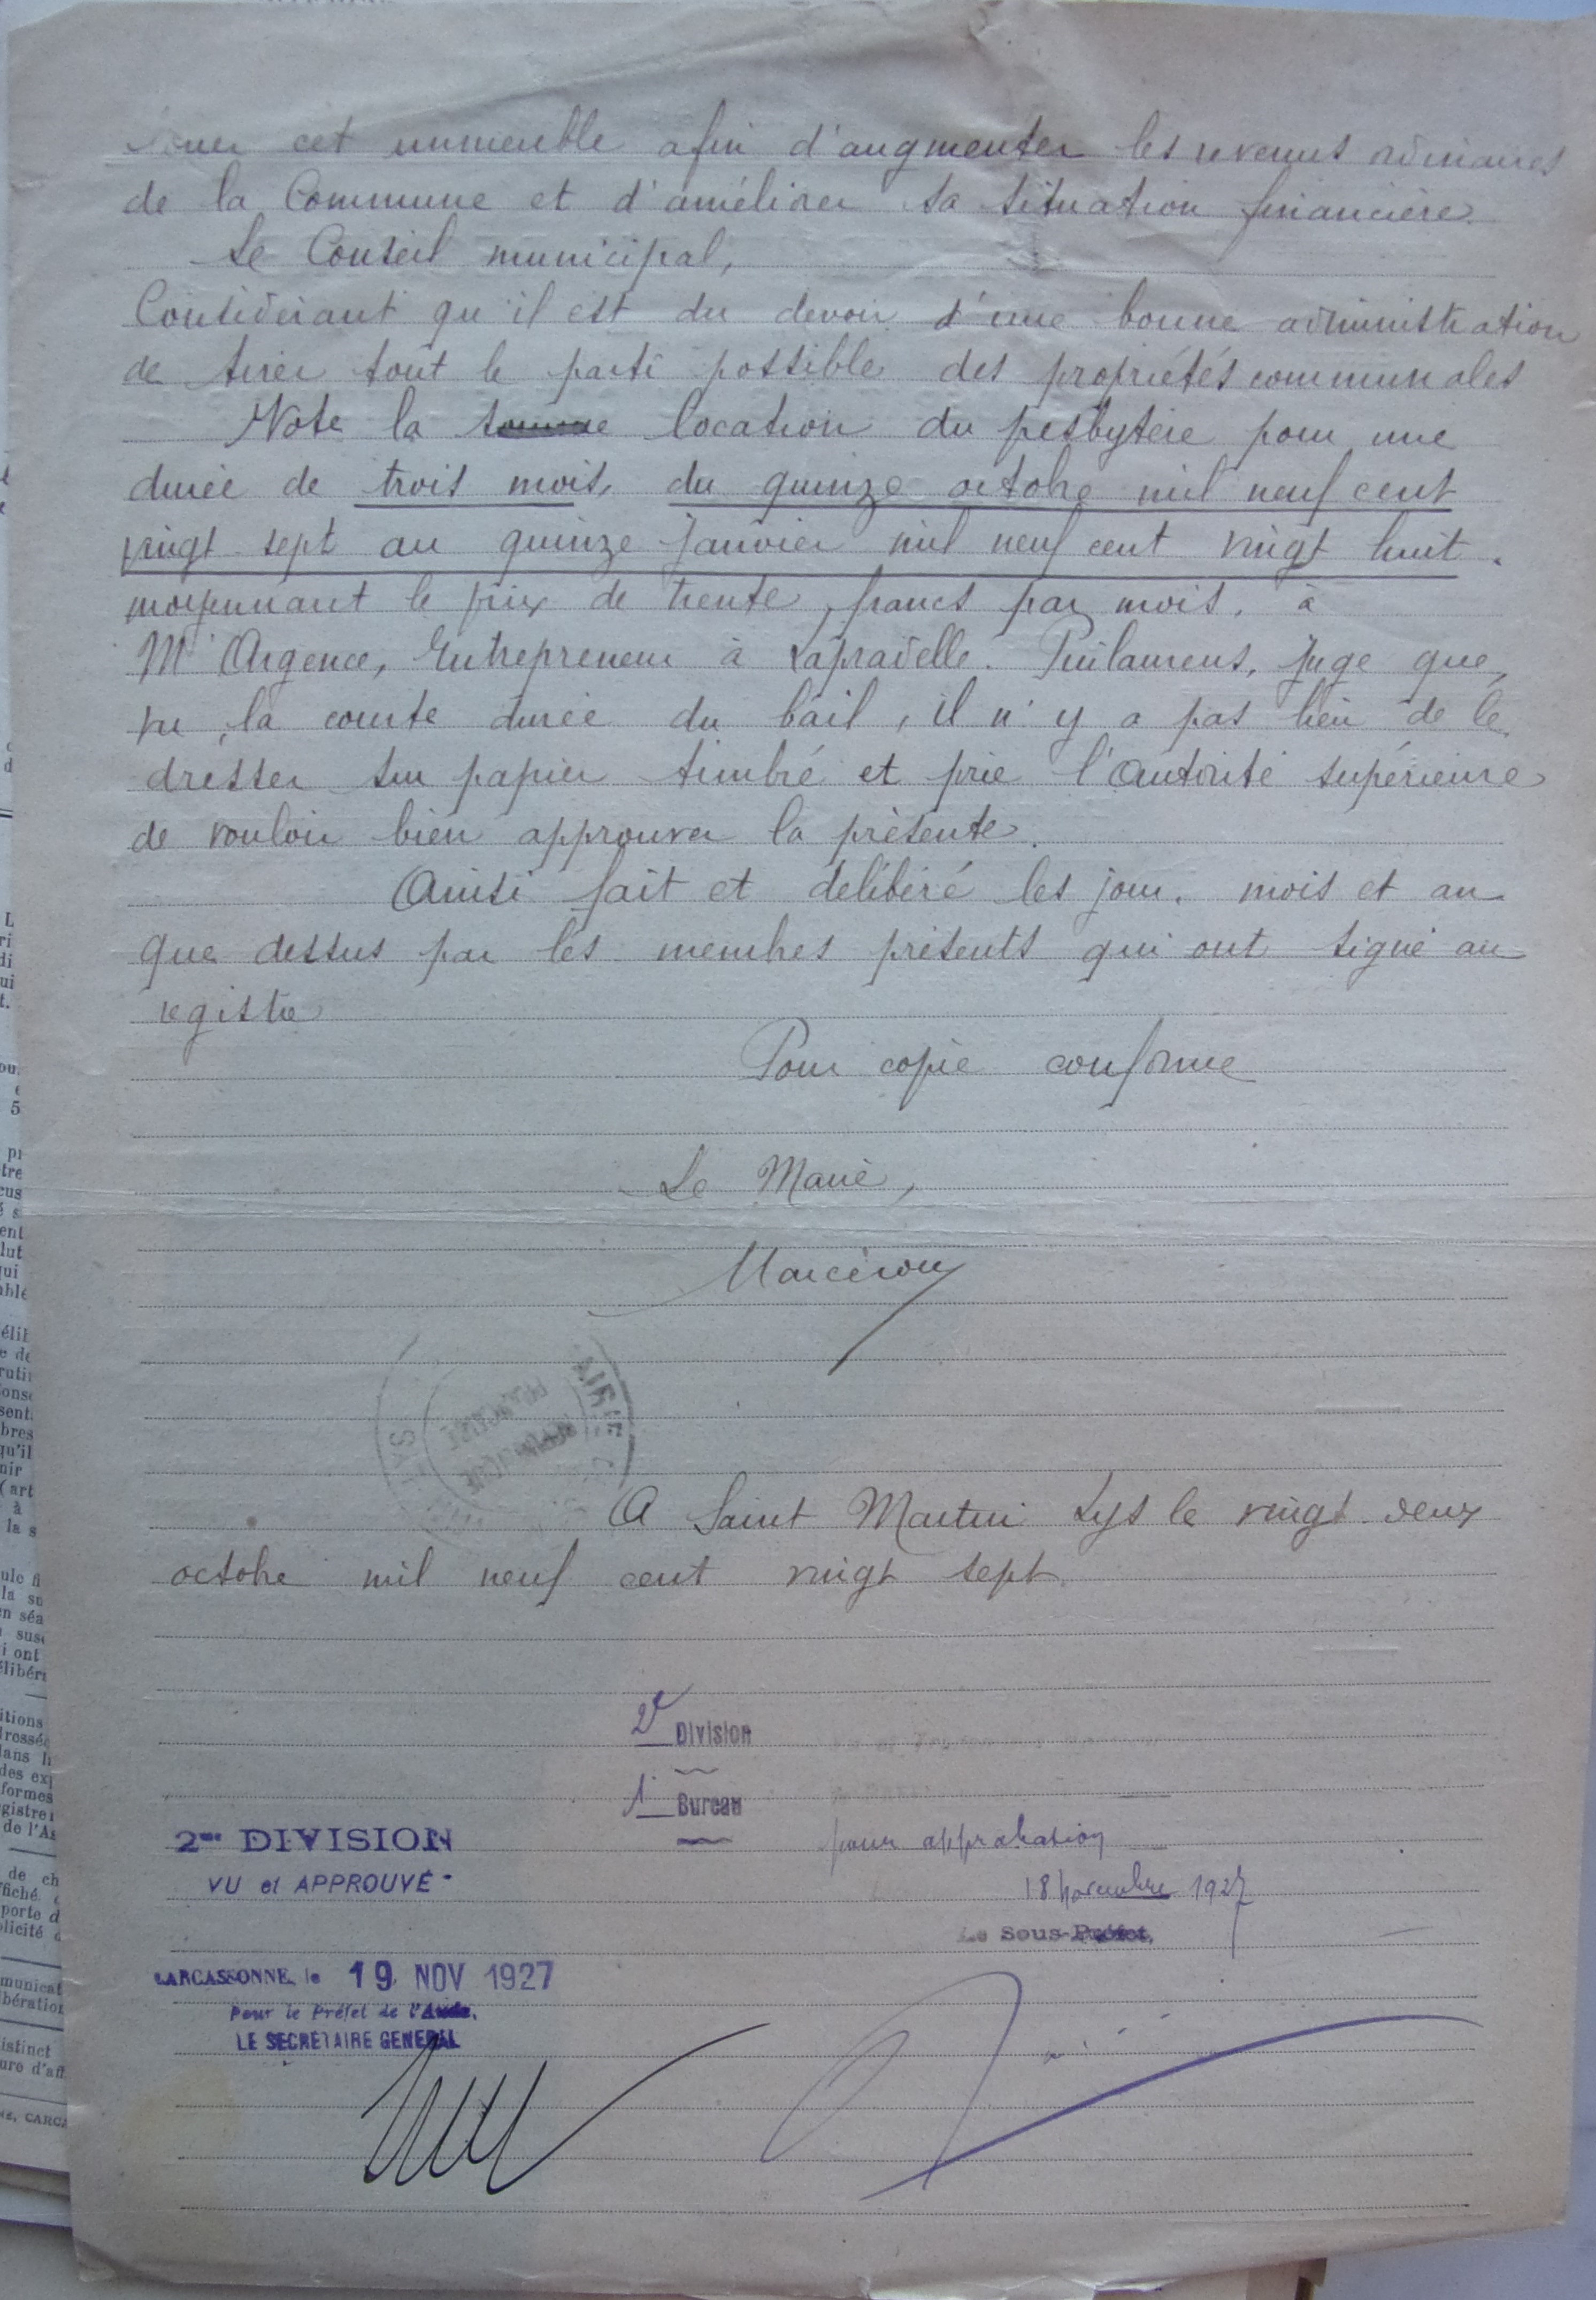 louer cet immeuble afin d'augmenter les revenus ordinaires
de la Commune et d'améliorer sa situation financière.
Le Conseil municipal,
Considérant qu'il est du devoir d'une bonne administration
de tirer tout le parti possible des propriétés communales
Vote la location du presbytère pour une
durée de trois mois, du quinze octobre mil neuf cent
vingt sept au quinze janvier mil neuf cent vingt huit.
moyennant le prix de trente francs par mois, à
Mr Argence, Entrepreneur à Lapradelle. Puilaurens, juge que,
vu la courte durée du bail, il n'y a pas lieu de le
dresser sur papier timbré et prie l'Autorité supérieure
de vouloir bien approuver la présente.
Ainsi fait et délibéré les jour, mois et an
que dessus par les membres présents qui ont signé au
registre
Pour copie conforme
Le Maire,
A Saint Martin Lys le vingt deux
octobre mil neuf cent vingt sept
2e Division
1 Bureau
pour approbation
18 novembre 1927
Le Sous-Préfet,
2me DIVISION
VU et APPROUVÉ
CARCASSONNE, le 19 NOV 1927
Pour le Préfet de l'Aude,
LE SECRETAIRE GENERAL